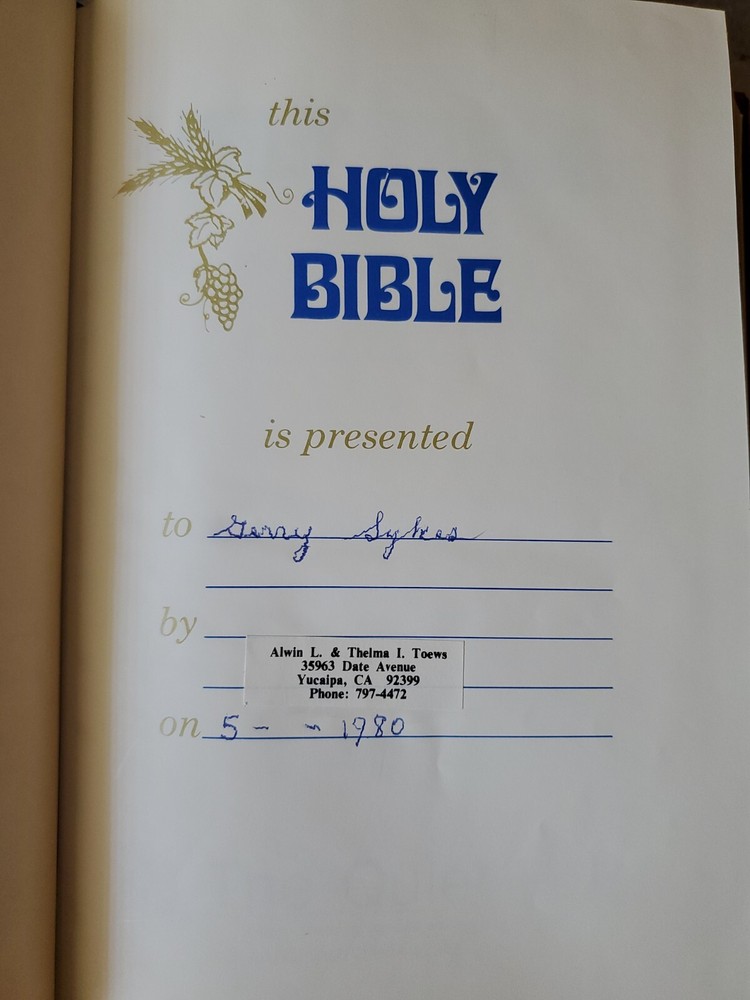 this
HOLY
BIBLE
is presented
to Gerry Sykes
by
Alwin L. & Thelma I. Toews
35963 Date Avenue
Yucaipa, CA 92399
Phone: 797-4472
on 5 - - 1980